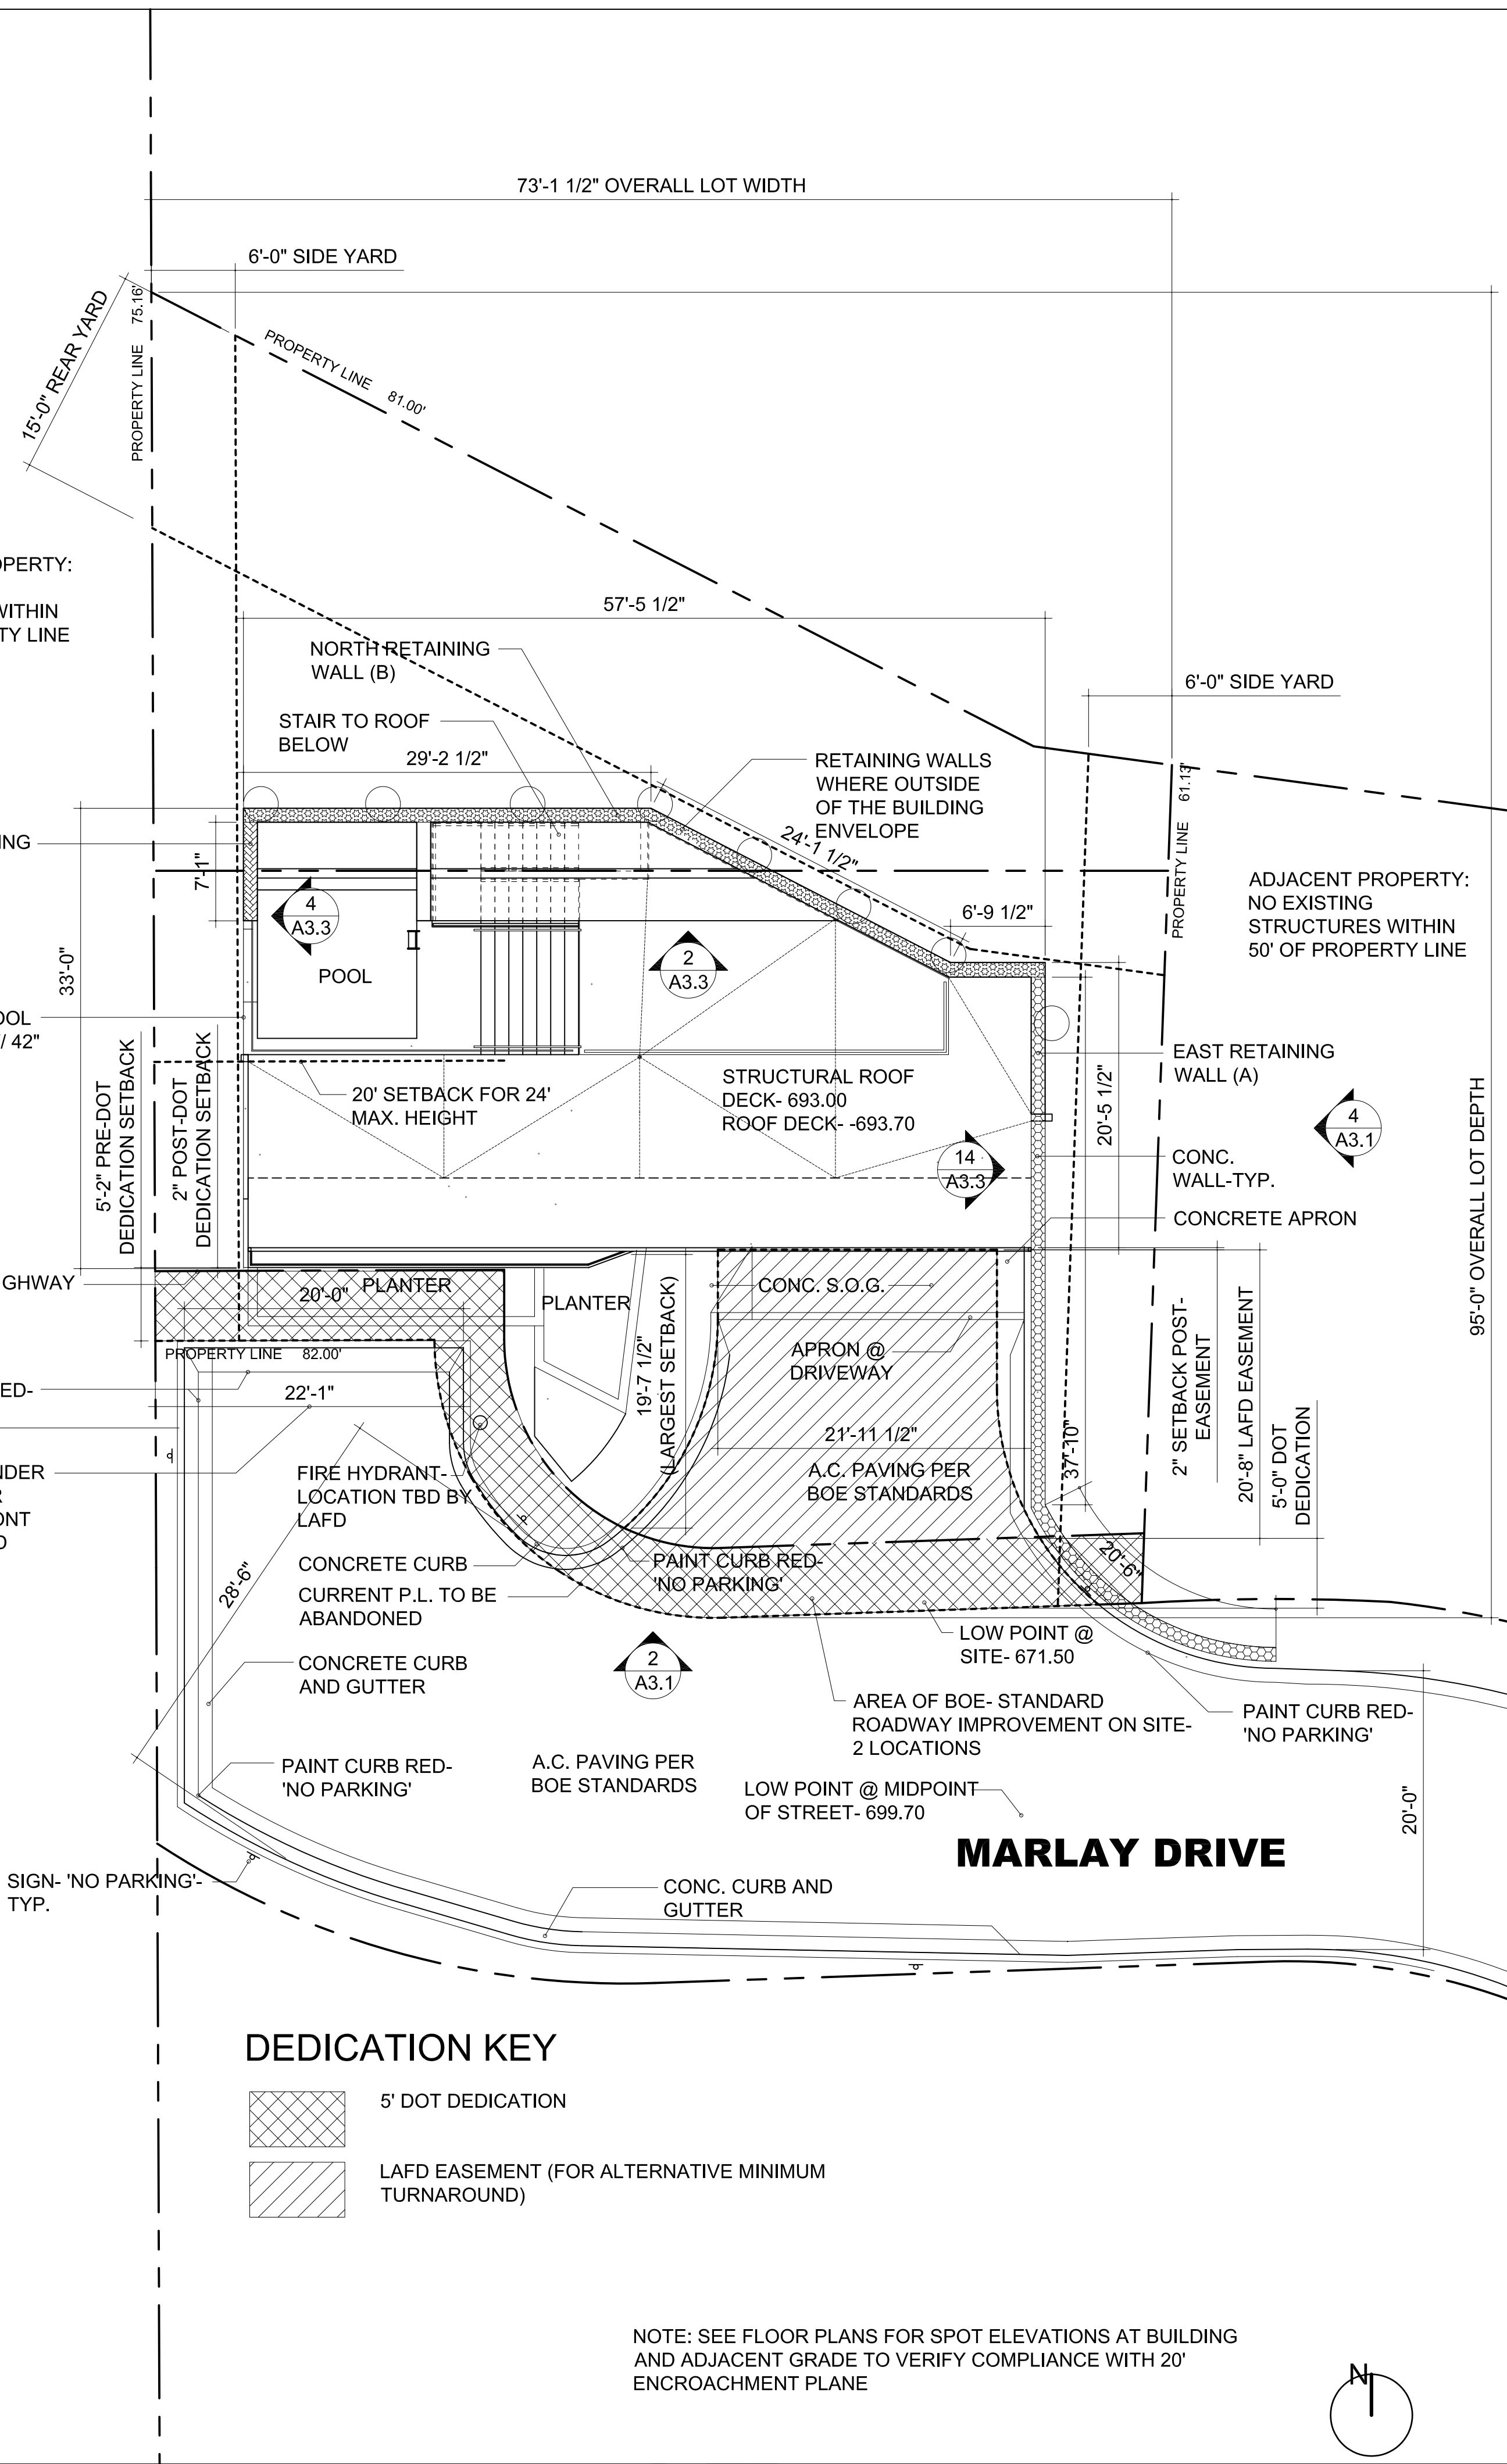 73'-1 1/2" OVERALL LOT WIDTH
6'-0" SIDE YARD
15'-0" REAR YARD
PROPERTY LINE 75.16'
PROPERTY LINE 81.00'
OPERTY:
WITHIN
TY LINE
57'-5 1/2"
NORTH RETAINING
WALL (B)
6'-0" SIDE YARD
STAIR TO ROOF
BELOW
29'-2 1/2"
RETAINING WALLS
WHERE OUTSIDE
OF THE BUILDING
ENVELOPE
PROPERTY LINE 61.13'
24'-1 1/2"
NING
7'-1"
ADJACENT PROPERTY:
NO EXISTING
STRUCTURES WITHIN
50' OF PROPERTY LINE
4
A3.3
6'-9 1/2"
2
A3.3
POOL
33'-0"
OOL
/ 42"
EAST RETAINING
WALL (A)
5'-2" PRE-DOT
DEDICATION SETBACK
2" POST-DOT
DEDICATION SETBACK
20' SETBACK FOR 24'
MAX. HEIGHT
STRUCTURAL ROOF
DECK- 693.00
ROOF DECK- -693.70
20'-5 1/2"
4
A3.1
14
A3.3
CONC.
WALL-TYP.
CONCRETE APRON
95'-0" OVERALL LOT DEPTH
GHWAY
20'-0"
PLANTER
PLANTER
CONC. S.O.G.
PROPERTY LINE 82.00'
19'-7 1/2"
(LARGEST SETBACK)
APRON @
DRIVEWAY
2" SETBACK POST-
EASEMENT
20'-8" LAFD EASEMENT
5'-0" DOT
DEDICATION
ED-
22'-1"
21'-11 1/2"
37'-10"
NDER
R
ONT
D
FIRE HYDRANT-
LOCATION TBD BY
LAFD
A.C. PAVING PER
BOE STANDARDS
28'-6"
CONCRETE CURB
PAINT CURB RED-
'NO PARKING'
20'-6"
CURRENT P.L. TO BE
ABANDONED
LOW POINT @
SITE- 671.50
2
A3.1
CONCRETE CURB
AND GUTTER
AREA OF BOE- STANDARD
ROADWAY IMPROVEMENT ON SITE-
2 LOCATIONS
PAINT CURB RED-
'NO PARKING'
PAINT CURB RED-
'NO PARKING'
A.C. PAVING PER
BOE STANDARDS
LOW POINT @ MIDPOINT
OF STREET- 699.70
20'-0"
MARLAY DRIVE
SIGN- 'NO PARKING'-
TYP.
CONC. CURB AND
GUTTER
DEDICATION KEY
5' DOT DEDICATION
LAFD EASEMENT (FOR ALTERNATIVE MINIMUM
TURNAROUND)
NOTE: SEE FLOOR PLANS FOR SPOT ELEVATIONS AT BUILDING
AND ADJACENT GRADE TO VERIFY COMPLIANCE WITH 20'
ENCROACHMENT PLANE
N